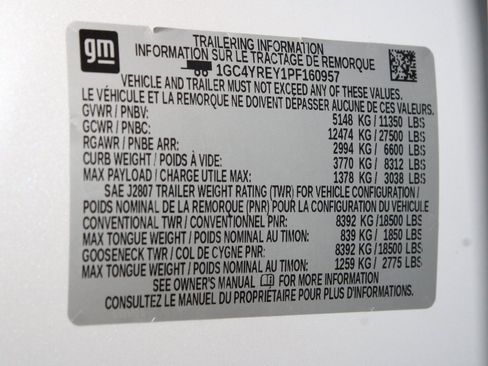 gm
TRAILERING INFORMATION
INFORMATION SUR LE TRACTAGE DE REMORQUE
1GC4YREY1PF160957
VEHICLE AND TRAILER MUST NOT EXCEED ANY OF THESE VALUES.
LE VÉHICULE ET LA REMORQUE NE DOIVENT DÉPASSER AUCUNE DE CES VALEURS.
GVWR / PNBV: 5148 KG / 11350 LBS
GCWR / PNBC: 12474 KG / 27500 LBS
RGAWR / PNBE ARR: 2994 KG / 6600 LBS
CURB WEIGHT / POIDS À VIDE: 3770 KG / 8312 LBS
MAX PAYLOAD / CHARGE UTILE MAX: 1378 KG / 3038 LBS
SAE J2807 TRAILER WEIGHT RATING (TWR) FOR VEHICLE CONFIGURATION /
POIDS NOMINAL DE LA REMORQUE (PNR) POUR LA CONFIGURATION DU VÉHICULE
CONVENTIONAL TWR / CONVENTIONNEL PNR: 8392 KG / 18500 LBS
MAX TONGUE WEIGHT / POIDS NOMINAL AU TIMON: 839 KG / 1850 LBS
GOOSENECK TWR / COL DE CYGNE PNR: 8392 KG / 18500 LBS
MAX TONGUE WEIGHT / POIDS NOMINAL AU TIMON: 1259 KG / 2775 LBS
SEE OWNER'S MANUAL FOR MORE INFORMATION
CONSULTEZ LE MANUEL DU PROPRIÉTAIRE POUR PLUS D'INFORMATIONS.